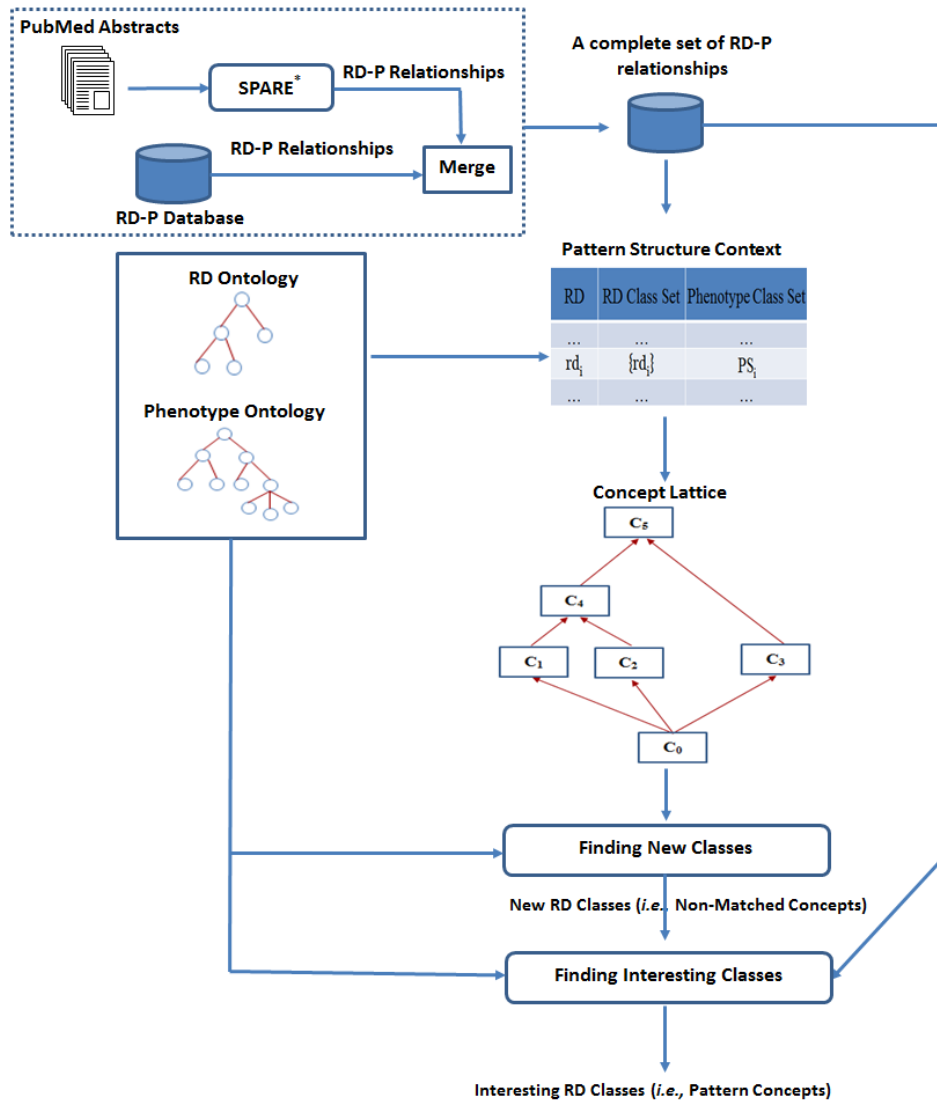 PubMed Abstracts
SPARE*
RD-P Relationships
RD-P Relationships
Merge
RD-P Database
A complete set of RD-P
relationships
RD Ontology
Phenotype Ontology
Pattern Structure Context
RD RD Class Set Phenotype Class Set
... ... ...
rdi {rdi} PSi
... ... ...
Concept Lattice
C5
C4
C1 C2 C3
C0
Finding New Classes
New RD Classes (i.e., Non-Matched Concepts)
Finding Interesting Classes
Interesting RD Classes (i.e., Pattern Concepts)